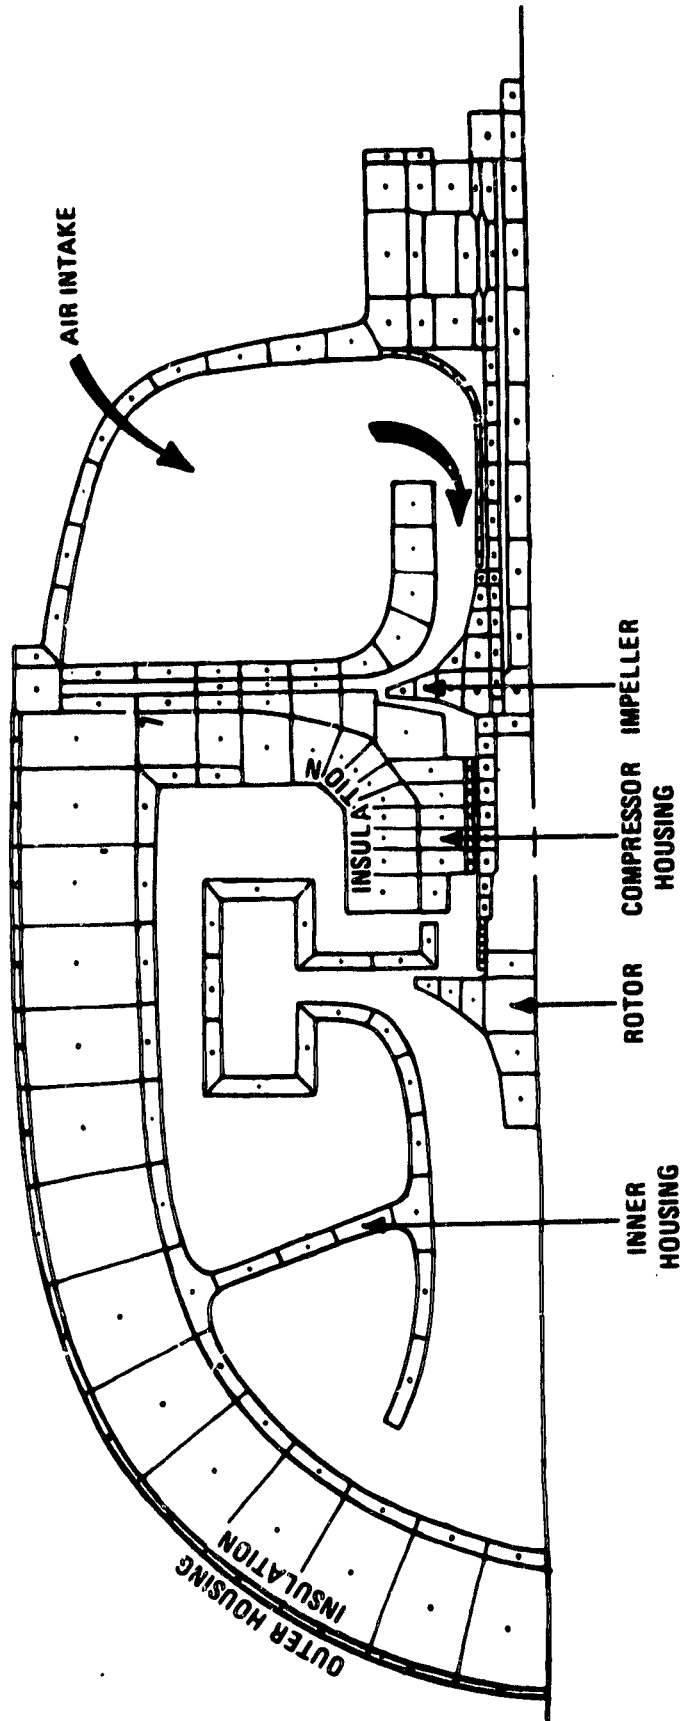 AIR INTAKE
INSULATION
IMPELLER
COMPRESSOR
HOUSING
ROTOR
INNER
HOUSING
INSULATION
OUTER HOUSING